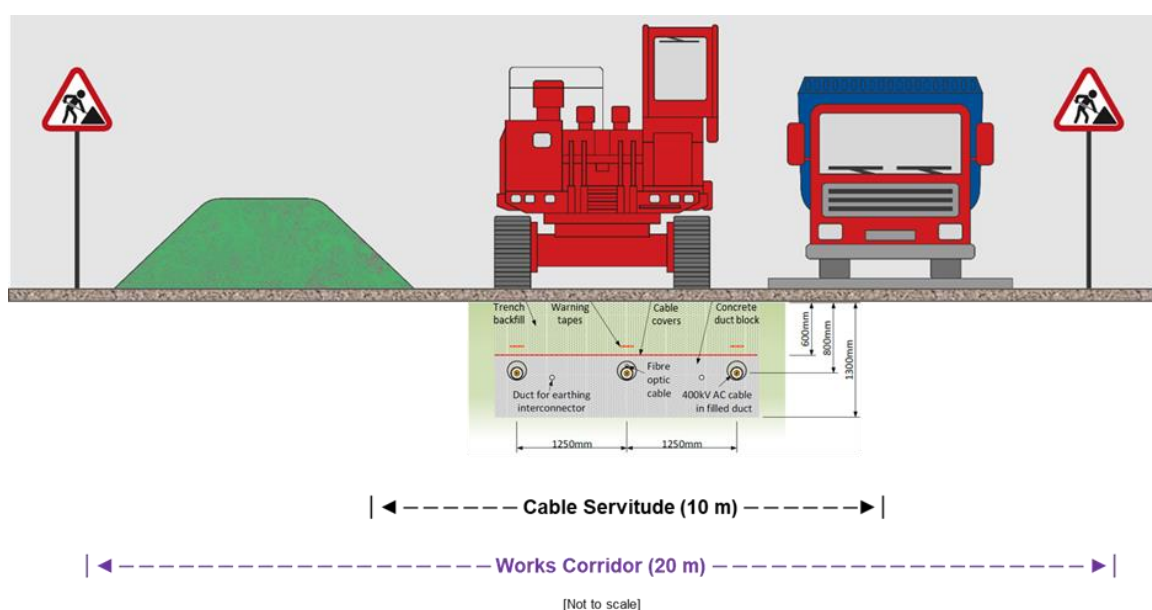 Trench
backfill
Warning
tapes
Cable
covers
Concrete
duct block
600mm
800mm
1300mm
Fibre
optic
cable
Duct for earthing
interconnector
400kV AC cable
in filled duct
1250mm
1250mm
Cable Servitude (10 m)
Works Corridor (20 m)
[Not to scale]